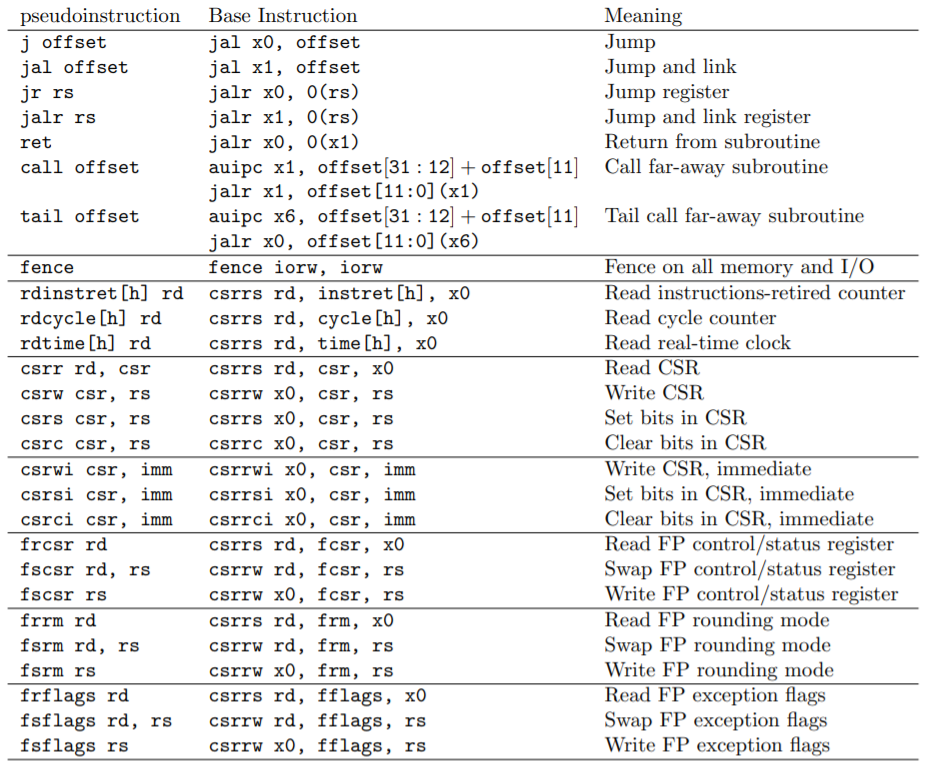 pseudoinstruction Base Instruction Meaning
j offset jal x0, offset Jump
jal offset jal x1, offset Jump and link
jr rs jalr x0, 0(rs) Jump register
jalr rs jalr x1, 0(rs) Jump and link register
ret jalr x0, 0(x1) Return from subroutine
call offset auipc x1, offset[31 : 12] + offset[11] Call far-away subroutine
jalr x1, offset[11:0](x1)
tail offset auipc x6, offset[31 : 12] + offset[11] Tail call far-away subroutine
jalr x0, offset[11:0](x6)
fence fence iorw, iorw Fence on all memory and I/O
rdinstret[h] rd csrrs rd, instret[h], x0 Read instructions-retired counter
rdcycle[h] rd csrrs rd, cycle[h], x0 Read cycle counter
rdtime[h] rd csrrs rd, time[h], x0 Read real-time clock
csrr rd, csr csrrs rd, csr, x0 Read CSR
csrw csr, rs csrrw x0, csr, rs Write CSR
csrs csr, rs csrrs x0, csr, rs Set bits in CSR
csrc csr, rs csrrc x0, csr, rs Clear bits in CSR
csrwi csr, imm csrrwi x0, csr, imm Write CSR, immediate
csrsi csr, imm csrrsi x0, csr, imm Set bits in CSR, immediate
csrci csr, imm csrrci x0, csr, imm Clear bits in CSR, immediate
frcsr rd csrrs rd, fcsr, x0 Read FP control/status register
fscsr rd, rs csrrw rd, fcsr, rs Swap FP control/status register
fscsr rs csrrw x0, fcsr, rs Write FP control/status register
frrm rd csrrs rd, frm, x0 Read FP rounding mode
fsrm rd, rs csrrw rd, frm, rs Swap FP rounding mode
fsrm rs csrrw x0, frm, rs Write FP rounding mode
frflags rd csrrs rd, fflags, x0 Read FP exception flags
fsflags rd, rs csrrw rd, fflags, rs Swap FP exception flags
fsflags rs csrrw x0, fflags, rs Write FP exception flags